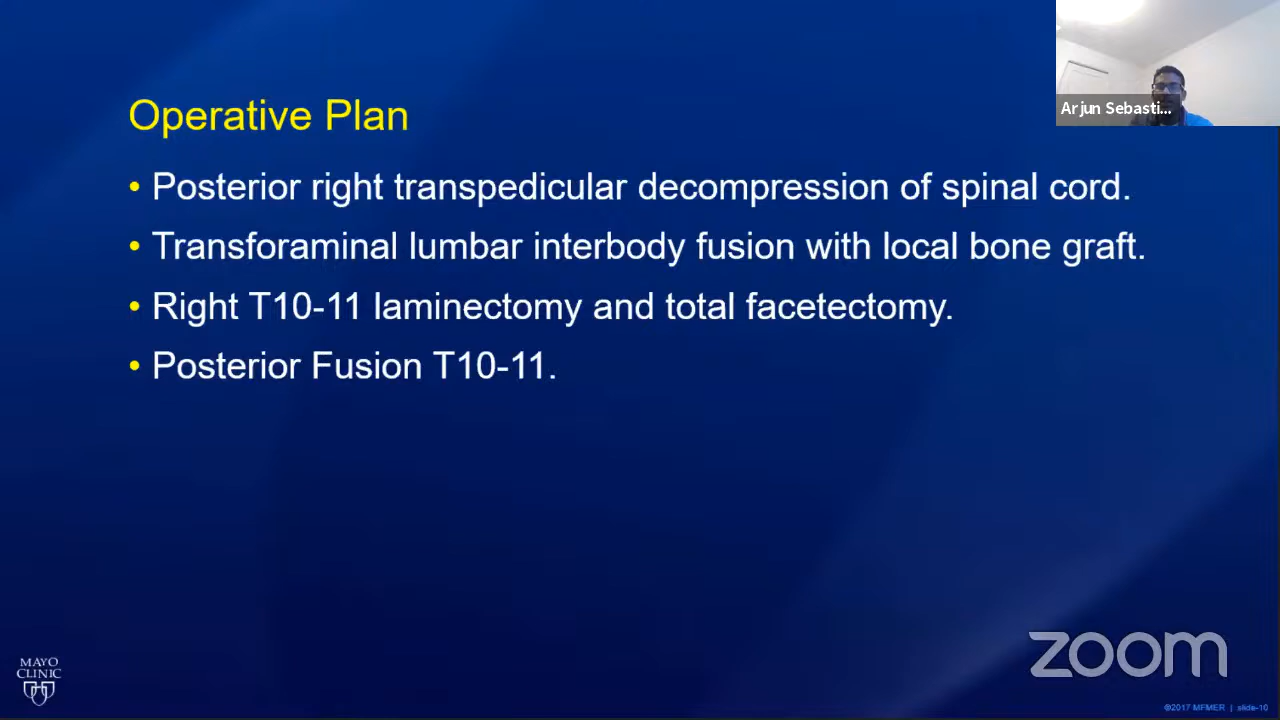 Arjun Sebasti...
Operative Plan
• Posterior right transpedicular decompression of spinal cord.
• Transforaminal lumbar interbody fusion with local bone graft.
• Right T10-11 laminectomy and total facetectomy.
• Posterior Fusion T10-11.
MAYO
CLINIC
zoom
©2017 MFMER | slide-10